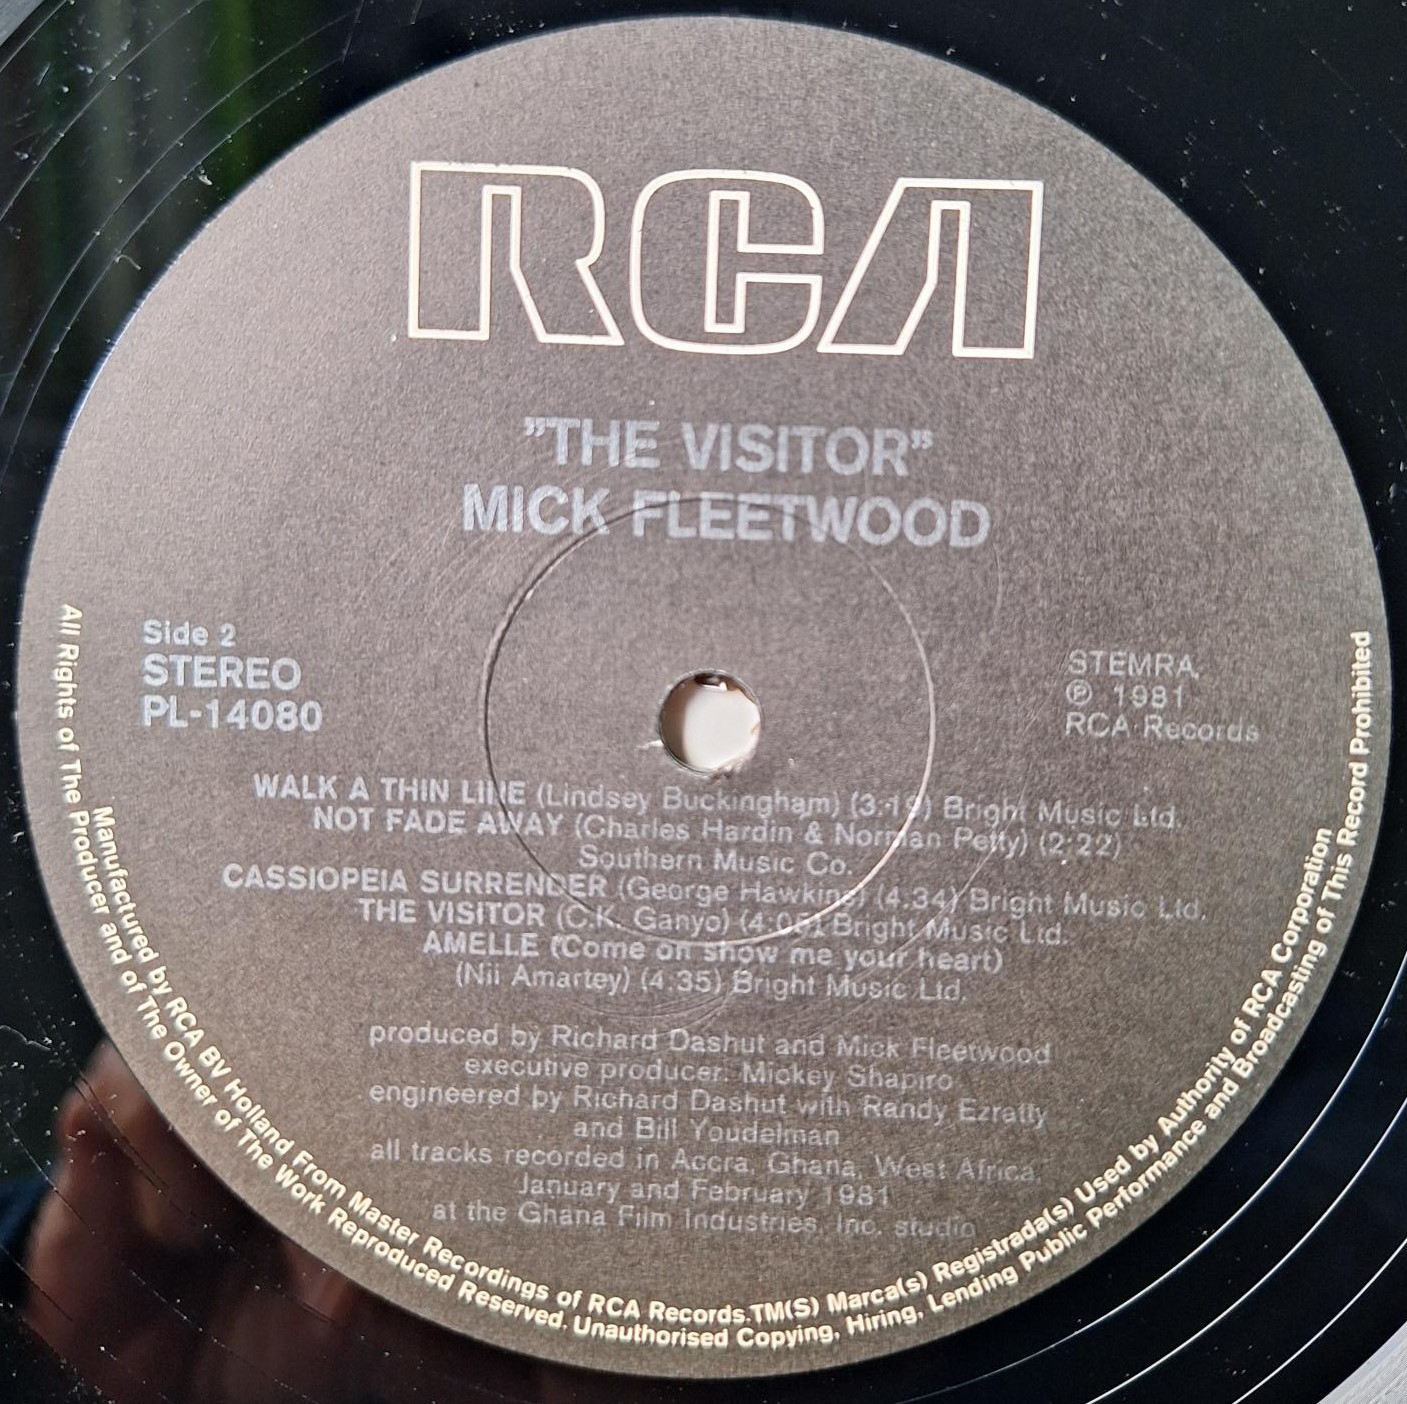 RCA
"THE VISITOR"
MICK FLEETWOOD
Side 2
STEREO
PL-14080
STEMRA
℗ 1981
RCA Records
WALK A THIN LINE (Lindsey Buckingham) (3:19) Bright Music Ltd.
NOT FADE AWAY (Charles Hardin & Norman Petty) (2:22)
Southern Music Co.
CASSIOPEIA SURRENDER (George Hawkins) (4.34) Bright Music Ltd.
THE VISITOR (C.K. Ganyo) (4:05) Bright Music Ltd.
AMELLE (Come on show me your heart)
(Nii Amartey) (4:35) Bright Music Ltd.
produced by Richard Dashut and Mick Fleetwood
executive producer: Mickey Shapiro
engineered by Richard Dashut with Randy Ezratty
and Bill Youdelman
all tracks recorded in Accra, Ghana, West Africa,
January and February 1981
at the Ghana Film Industries, Inc. studio
Manufactured by RCA BV Holland From Master Recordings of RCA Records.TM(S) Marca(s) Registrada(s) Used by Authority of RCA Corporation
All Rights of The Producer and of The Owner of The Work Reproduced Reserved. Unauthorised Copying, Hiring, Lending Public Performance and Broadcasting of This Record Prohibited